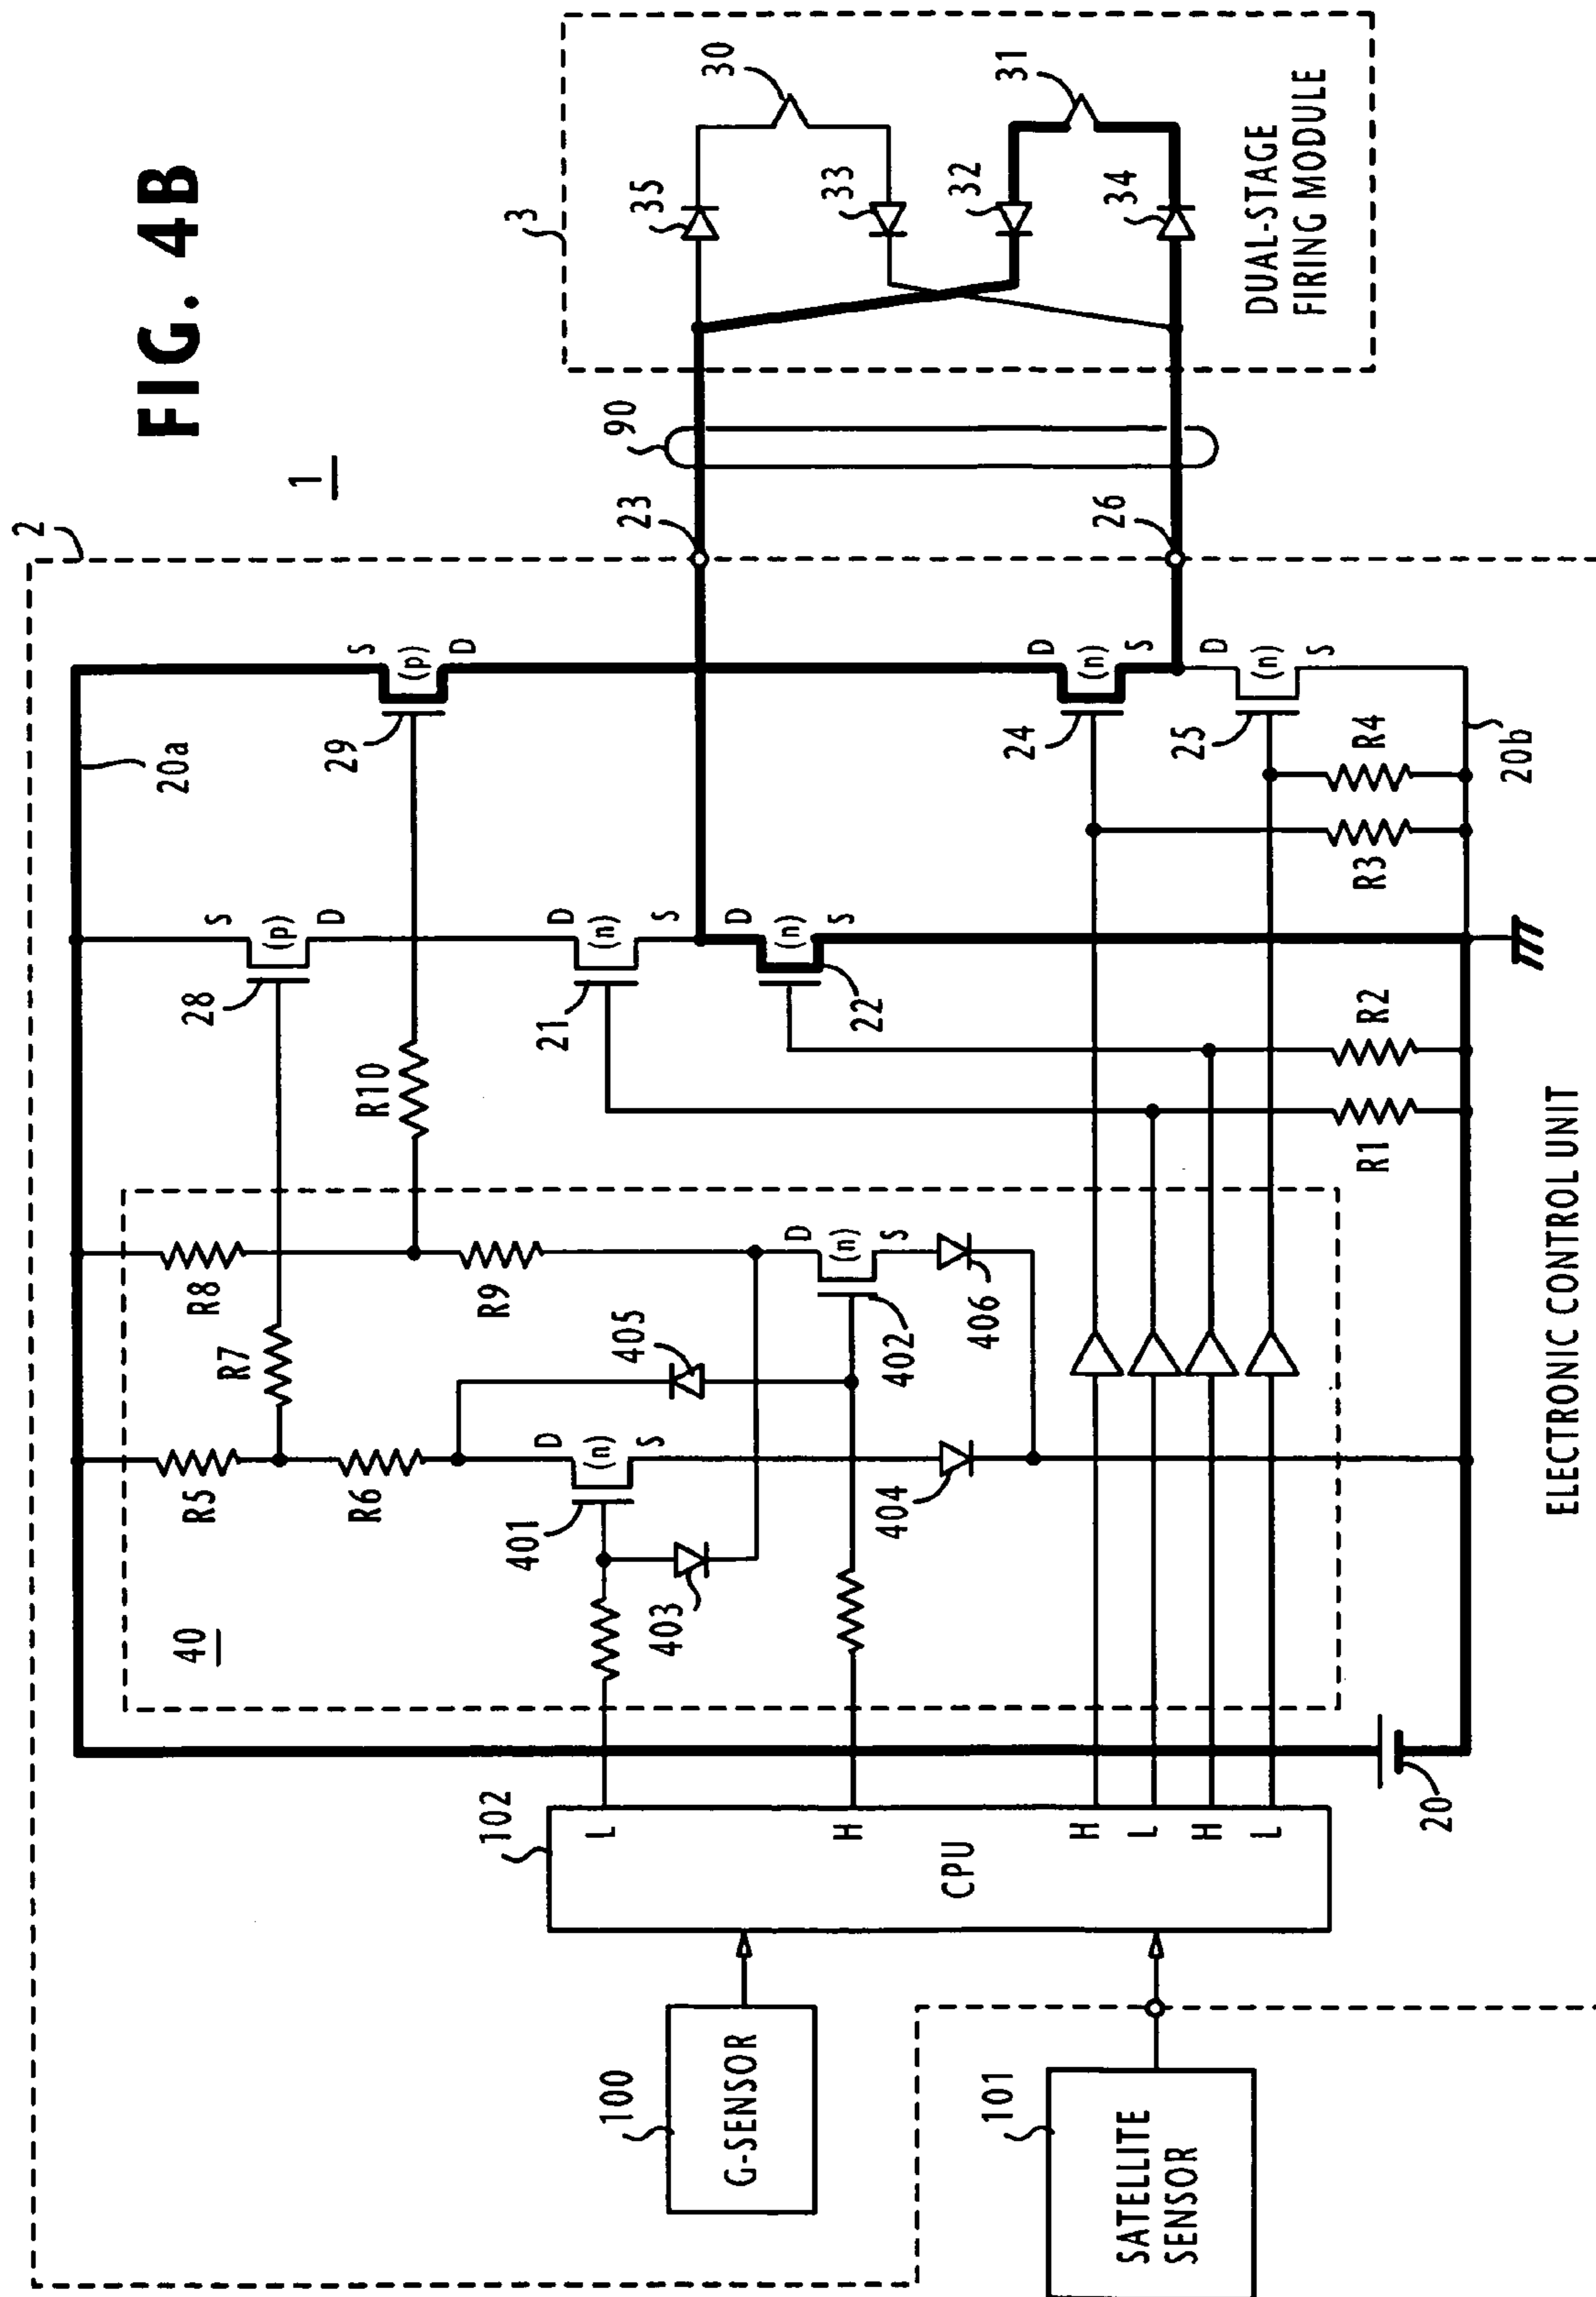 FIG. 4B
1
2
3
30
31
35
33
32
34
DUAL-STAGE
FIRING MODULE
90
23
26
S
(p)
D
29
20a
D
(n)
S
24
D
(n)
S
25
R4
R3
20b
S
(p)
D
28
D
(n)
S
21
D
(n)
S
22
R10
R2
R1
R8
R9
R7
R5
R6
405
D
(n)
S
402
406
D
(n)
S
401
403
404
40
102
L
H
H
L
H
L
CPU
20
ELECTRONIC CONTROL UNIT
100
G-SENSOR
101
SATELLITE
SENSOR